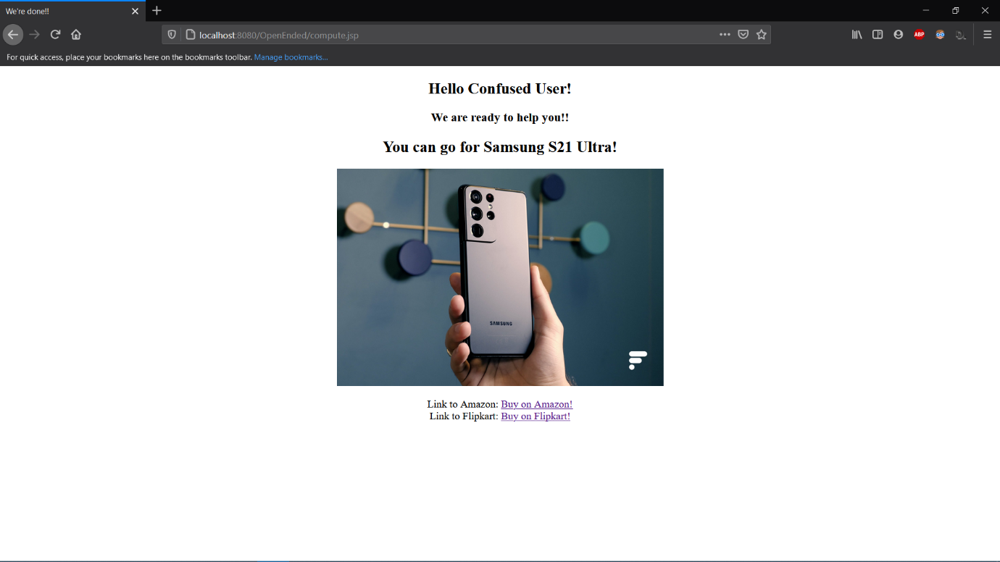 We're done!!
localhost:8080/OpenEnded/compute.jsp
ABP
For quick access, place your bookmarks here on the bookmarks toolbar. Manage bookmarks...
Hello Confused User!
We are ready to help you!!
You can go for Samsung S21 Ultra!
SAMSUNG
Link to Amazon: Buy on Amazon!
Link to Flipkart: Buy on Flipkart!